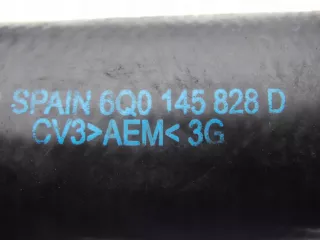 SPAIN 6Q0 145 828 D
CV3>AEM< 3G